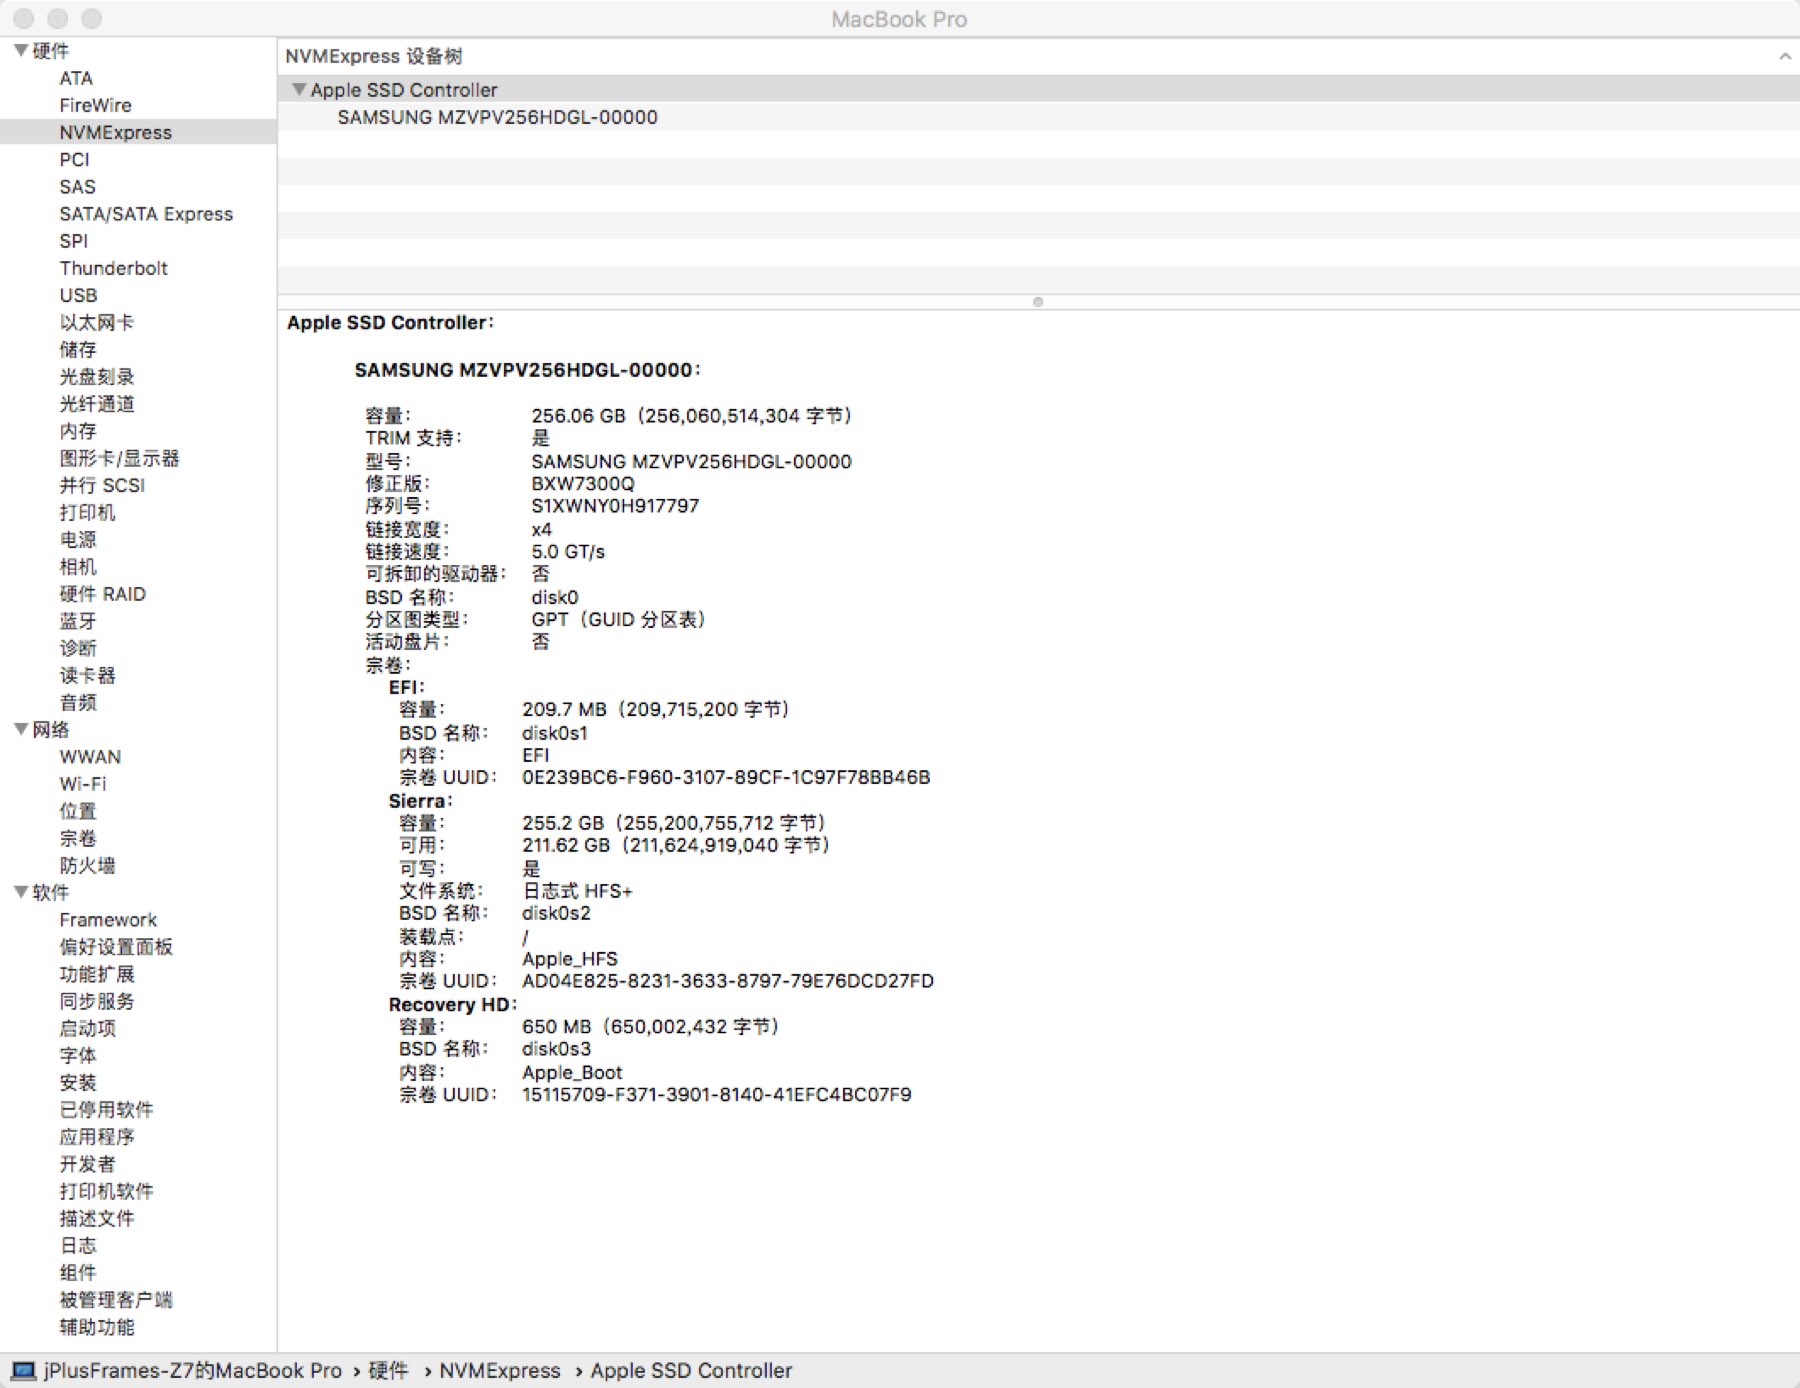 MacBook Pro
硬件
ATA
FireWire
NVMExpress
PCI
SAS
SATA/SATA Express
SPI
Thunderbolt
USB
以太网卡
储存
光盘刻录
光纤通道
内存
图形卡/显示器
并行 SCSI
打印机
电源
相机
硬件 RAID
蓝牙
诊断
读卡器
音频
网络
WWAN
Wi-Fi
位置
宗卷
防火墙
软件
Framework
偏好设置面板
功能扩展
同步服务
启动项
字体
安装
已停用软件
应用程序
开发者
打印机软件
描述文件
日志
组件
被管理客户端
辅助功能
NVMExpress 设备树
Apple SSD Controller
SAMSUNG MZVPV256HDGL-00000
Apple SSD Controller：
SAMSUNG MZVPV256HDGL-00000：
容量： 256.06 GB（256,060,514,304 字节）
TRIM 支持： 是
型号： SAMSUNG MZVPV256HDGL-00000
修正版： BXW7300Q
序列号： S1XWNY0H917797
链接宽度： x4
链接速度： 5.0 GT/s
可拆卸的驱动器： 否
BSD 名称： disk0
分区图类型： GPT（GUID 分区表）
活动盘片： 否
宗卷：
EFI：
容量： 209.7 MB（209,715,200 字节）
BSD 名称： disk0s1
内容： EFI
宗卷 UUID： 0E239BC6-F960-3107-89CF-1C97F78BB46B
Sierra：
容量： 255.2 GB（255,200,755,712 字节）
可用： 211.62 GB（211,624,919,040 字节）
可写： 是
文件系统： 日志式 HFS+
BSD 名称： disk0s2
装载点： /
内容： Apple_HFS
宗卷 UUID： AD04E825-8231-3633-8797-79E76DCD27FD
Recovery HD：
容量： 650 MB（650,002,432 字节）
BSD 名称： disk0s3
内容： Apple_Boot
宗卷 UUID： 15115709-F371-3901-8140-41EFC4BC07F9
jPlusFrames-Z7的MacBook Pro › 硬件 › NVMExpress › Apple SSD Controller